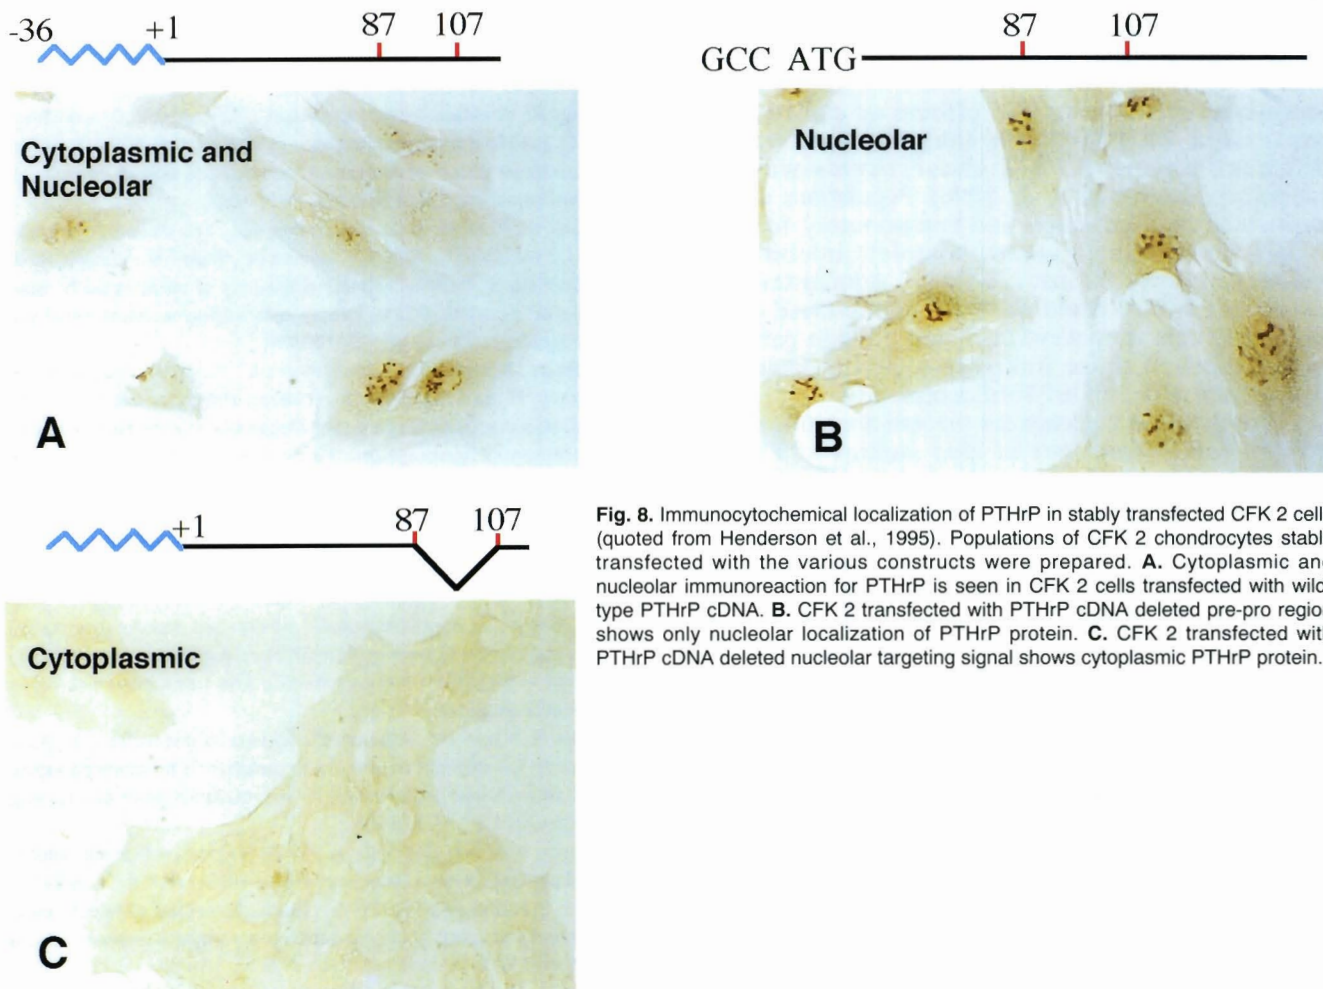 -36 +1 87 107
Cytoplasmic and
Nucleolar
A
87 107
GCC ATG
Nucleolar
B
+1 87 107
Cytoplasmic
C
Fig. 8. Immunocytochemical localization of PTHrP in stably transfected CFK 2 cell
(quoted from Henderson et al., 1995). Populations of CFK 2 chondrocytes stabl
transfected with the various constructs were prepared. A. Cytoplasmic an
nucleolar immunoreaction for PTHrP is seen in CFK 2 cells transfected with wild
type PTHrP cDNA. B. CFK 2 transfected with PTHrP cDNA deleted pre-pro regio
shows only nucleolar localization of PTHrP protein. C. CFK 2 transfected wit
PTHrP cDNA deleted nucleolar targeting signal shows cytoplasmic PTHrP protein.